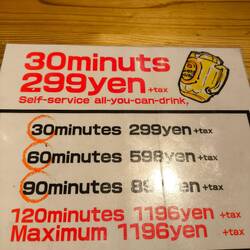 30minuts
299yen +tax
Self-service all-you-can-drink,
30minutes 299yen +tax
60minutes 598yen +tax
90minutes 89 +tax
120minutes 1196yen +tax
Maximum 1196yen +tax